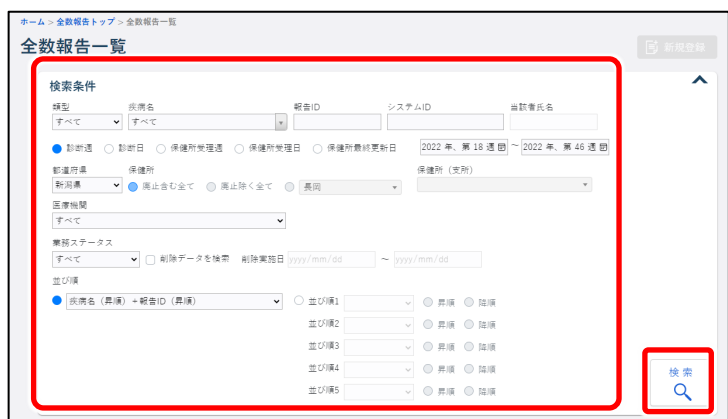 ホーム > 全数報告トップ > 全数報告一覧
全数報告一覧
新規登録
検索条件
類型 疾病名 報告ID システムID 当該者氏名
すべて すべて
診断週 診断日 保健所受理週 保健所受理日 保健所最終更新日 2022 年、第 18 週 ~ 2022 年、第 46 週
都道府県 保健所 保健所（支所）
新潟県 廃止含む全て 廃止除く全て 長岡
医療機関
すべて
業務ステータス
すべて 削除データを検索 削除実施日 yyyy/mm/dd ~ yyyy/mm/dd
並び順
疾病名（昇順）+報告ID（昇順） 並び順1 昇順 降順
並び順2 昇順 降順
並び順3 昇順 降順
並び順4 昇順 降順
並び順5 昇順 降順
検索